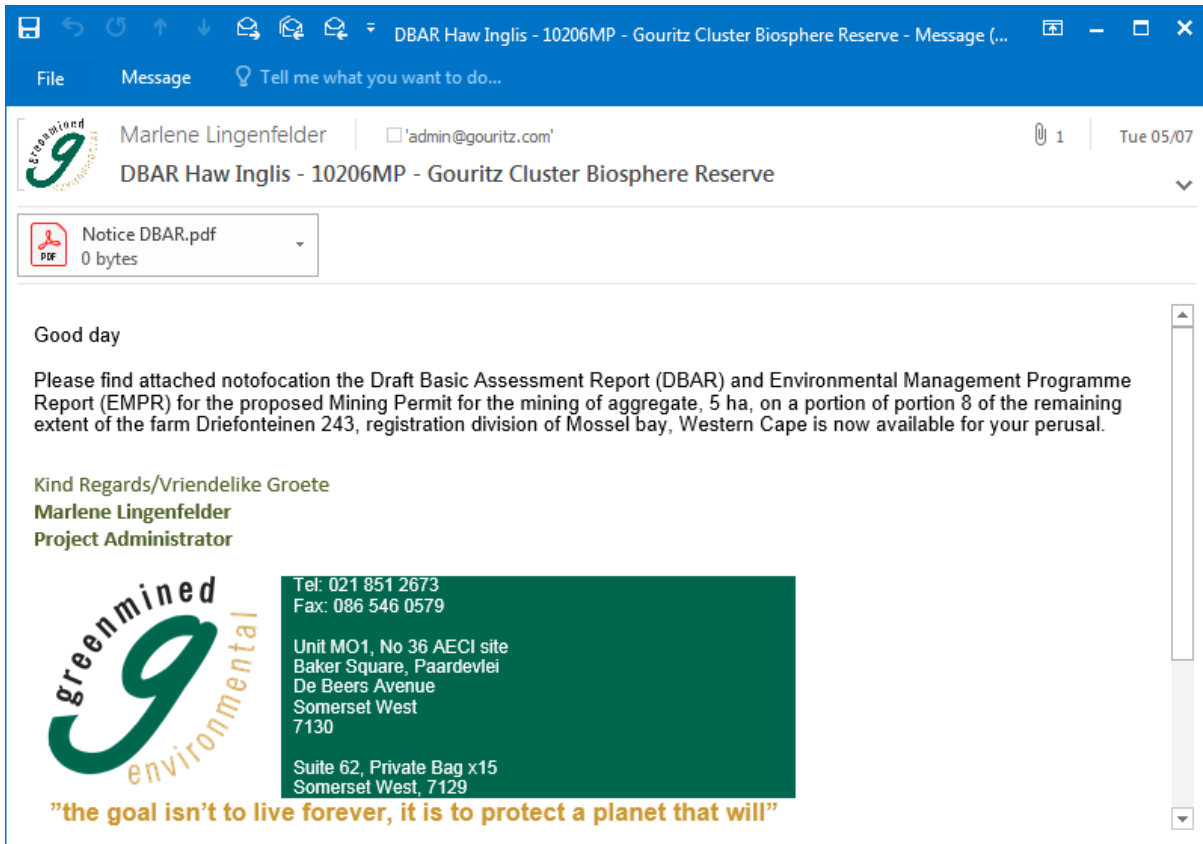 DBAR Haw Inglis - 10206MP - Gouritz Cluster Biosphere Reserve - Message (...
File Message Tell me what you want to do...
greenmined
environmental
Marlene Lingenfelder 'admin@gouritz.com' 1 Tue 05/07
DBAR Haw Inglis - 10206MP - Gouritz Cluster Biosphere Reserve
PDF
Notice DBAR.pdf
0 bytes
Good day
Please find attached notofocation the Draft Basic Assessment Report (DBAR) and Environmental Management Programme
Report (EMPR) for the proposed Mining Permit for the mining of aggregate, 5 ha, on a portion of portion 8 of the remaining
extent of the farm Driefonteinen 243, registration division of Mossel bay, Western Cape is now available for your perusal.
Kind Regards/Vriendelike Groete
Marlene Lingenfelder
Project Administrator
greenmined
environmental
Tel: 021 851 2673
Fax: 086 546 0579
Unit MO1, No 36 AECI site
Baker Square, Paardevlei
De Beers Avenue
Somerset West
7130
Suite 62, Private Bag x15
Somerset West, 7129
"the goal isn't to live forever, it is to protect a planet that will"